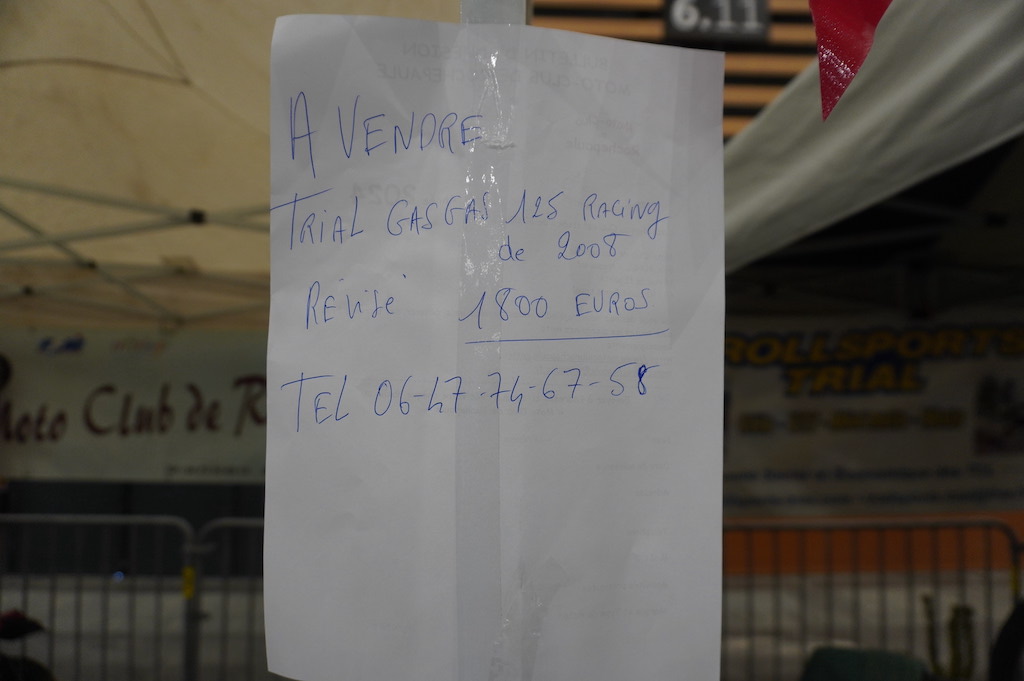 6.11
A VENDRE
TRIAL GASGAS 125 RACING
de 2008
Révisé 1800 EUROS
TEL 06-47-74-67-58
Moto Club de R
ROLLSPORTS
TRIAL